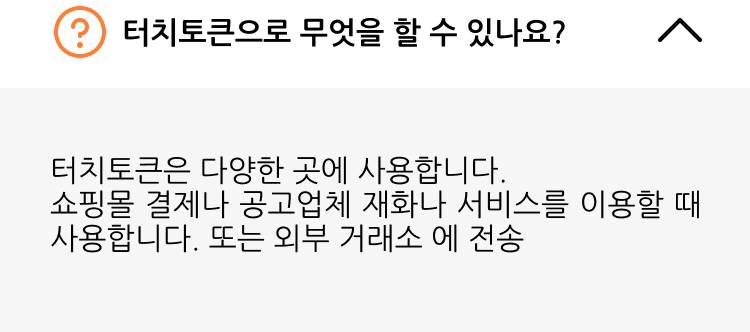 터치토큰으로 무엇을 할 수 있나요?
터치토큰은 다양한 곳에 사용합니다.
쇼핑몰 결제나 공고업체 재화나 서비스를 이용할 때
사용합니다. 또는 외부 거래소 에 전송